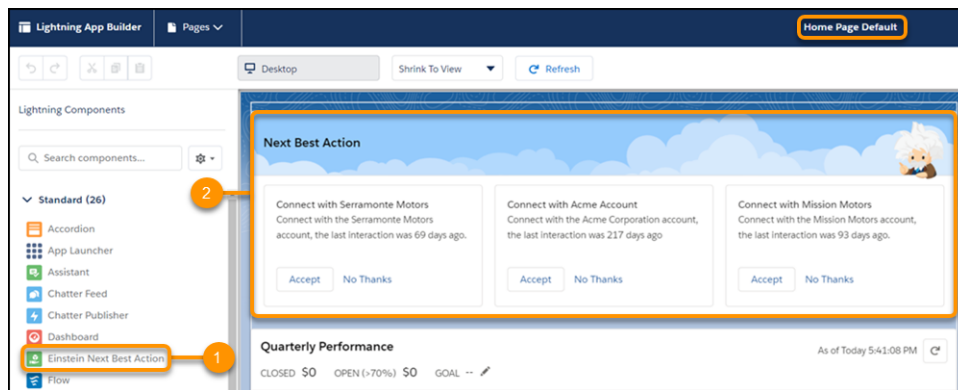 Lightning App Builder
Pages
Home Page Default
Desktop
Shrink To View
Refresh
Lightning Components
Search components...
Standard (26)
Accordion
App Launcher
Assistant
Chatter Feed
Chatter Publisher
Dashboard
Einstein Next Best Action
Flow
1
2
Next Best Action
Connect with Serramonte Motors
Connect with the Serramonte Motors
account, the last interaction was 69 days ago.
Accept No Thanks
Connect with Acme Account
Connect with the Acme Corporation account,
the last interaction was 217 days ago
Accept No Thanks
Connect with Mission Motors
Connect with the Mission Motors account,
the last interaction was 93 days ago.
Accept No Thanks
Quarterly Performance
As of Today 5:41:08 PM
CLOSED $0 OPEN (>70%) $0 GOAL --